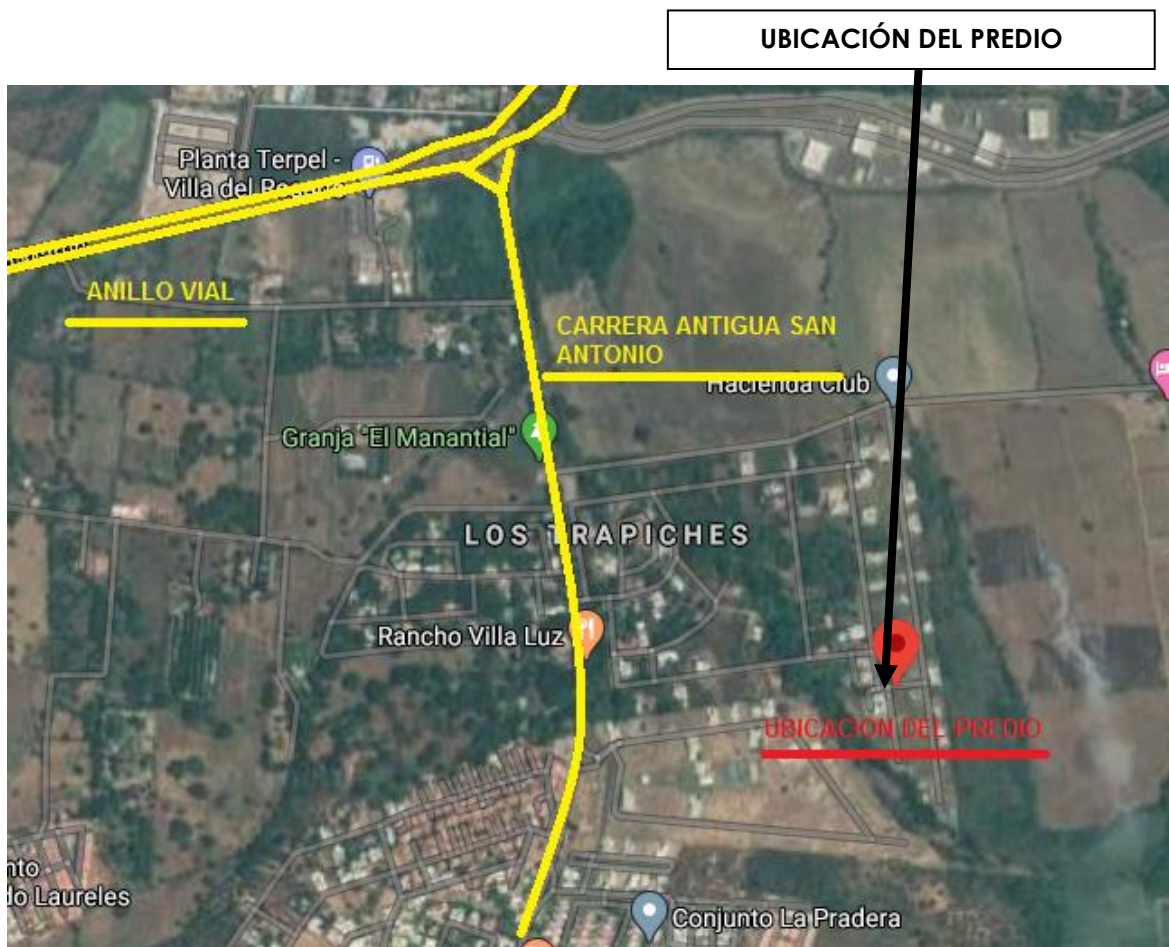 UBICACIÓN DEL PREDIO
Planta Terpel -
Villa del
ANILLO VIAL
CARRERA ANTIGUA SAN
ANTONIO
Hacienda Club
Granja "El Manantial"
LOS TRAPICHES
Rancho Villa Luz
UBICACION DEL PREDIO
nto
do Laureles
Conjunto La Pradera